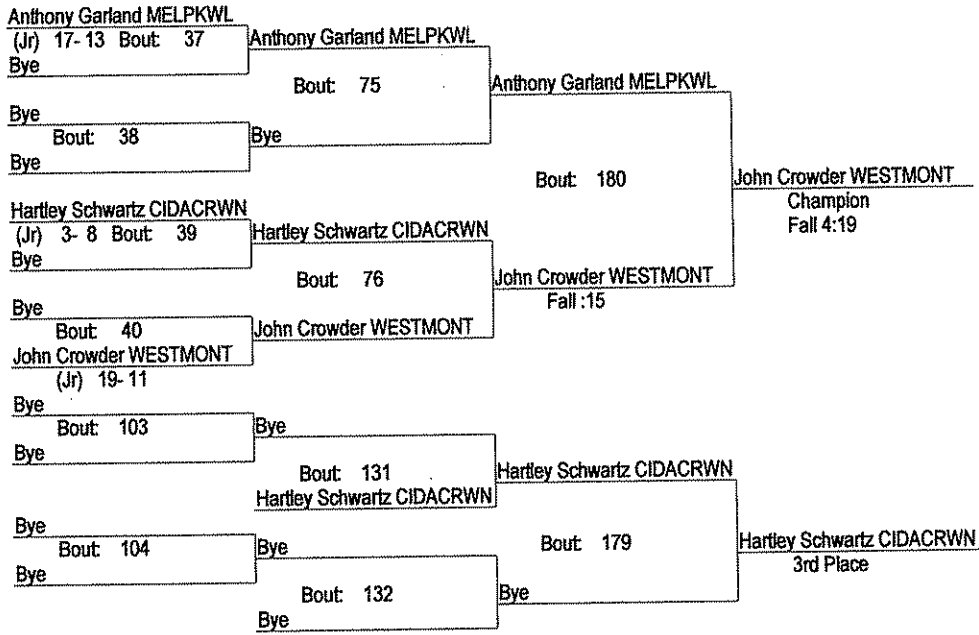 Anthony Garland MELPKWL
(Jr) 17- 13 Bout: 37
Bye
Anthony Garland MELPKWL
Bout: 75
Anthony Garland MELPKWL
Bye
Bout: 38
Bye
Bye
Bout: 180
John Crowder WESTMONT
Champion
Fall 4:19
Hartley Schwartz CIDACRWN
(Jr) 3- 8 Bout: 39
Bye
Hartley Schwartz CIDACRWN
Bout: 76
John Crowder WESTMONT
Fall :15
Bye
Bout: 40
John Crowder WESTMONT
(Jr) 19- 11
John Crowder WESTMONT
Bye
Bout: 103
Bye
Bye
Bout: 131
Hartley Schwartz CIDACRWN
Hartley Schwartz CIDACRWN
Bye
Bout: 104
Bye
Bye
Bout: 132
Bye
Bye
Bout: 179
Hartley Schwartz CIDACRWN
3rd Place